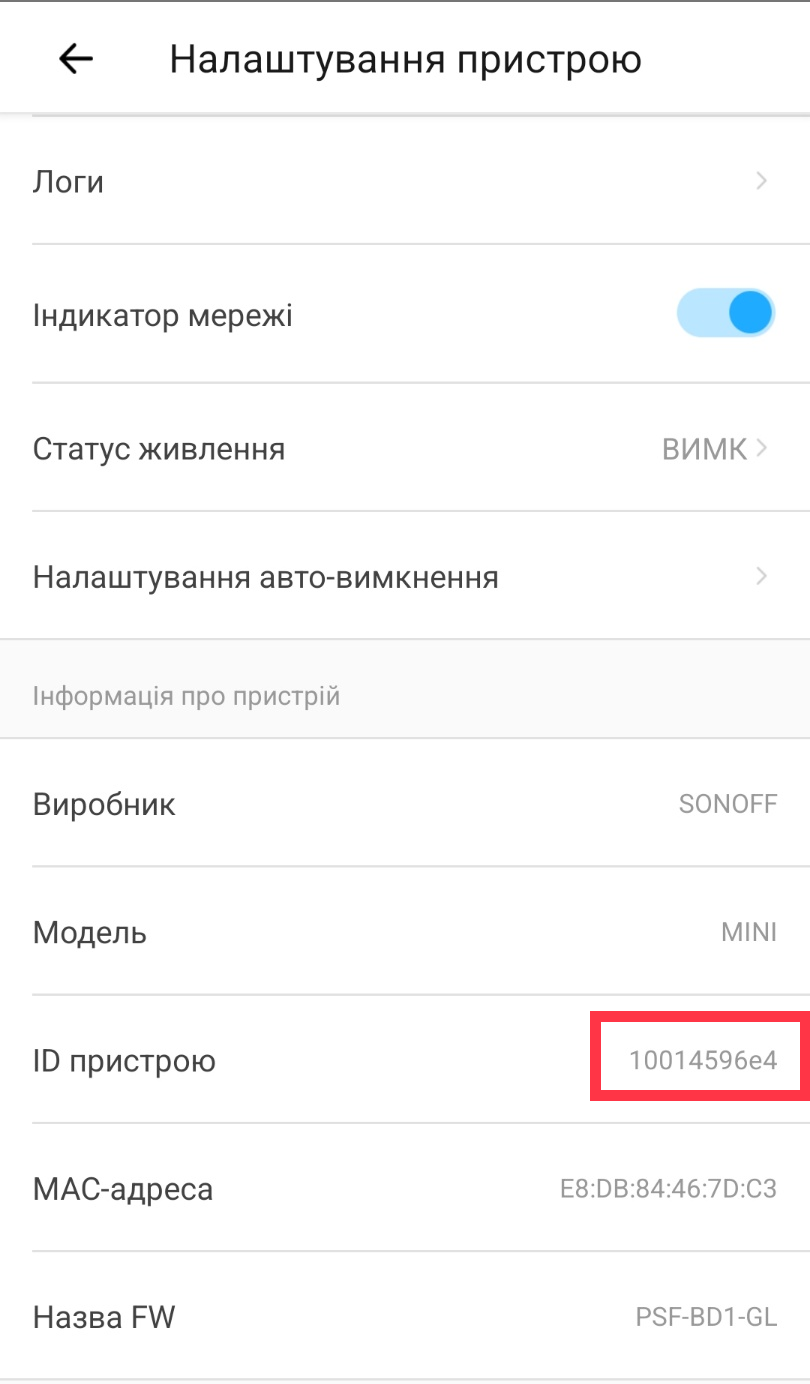 Налаштування пристрою
Логи
Індикатор мережі
Статус живлення ВИМК
Налаштування авто-вимкнення
Інформація про пристрій
Виробник SONOFF
Модель MINI
ID пристрою 10014596e4
MAC-адреса E8:DB:84:46:7D:C3
Назва FW PSF-BD1-GL